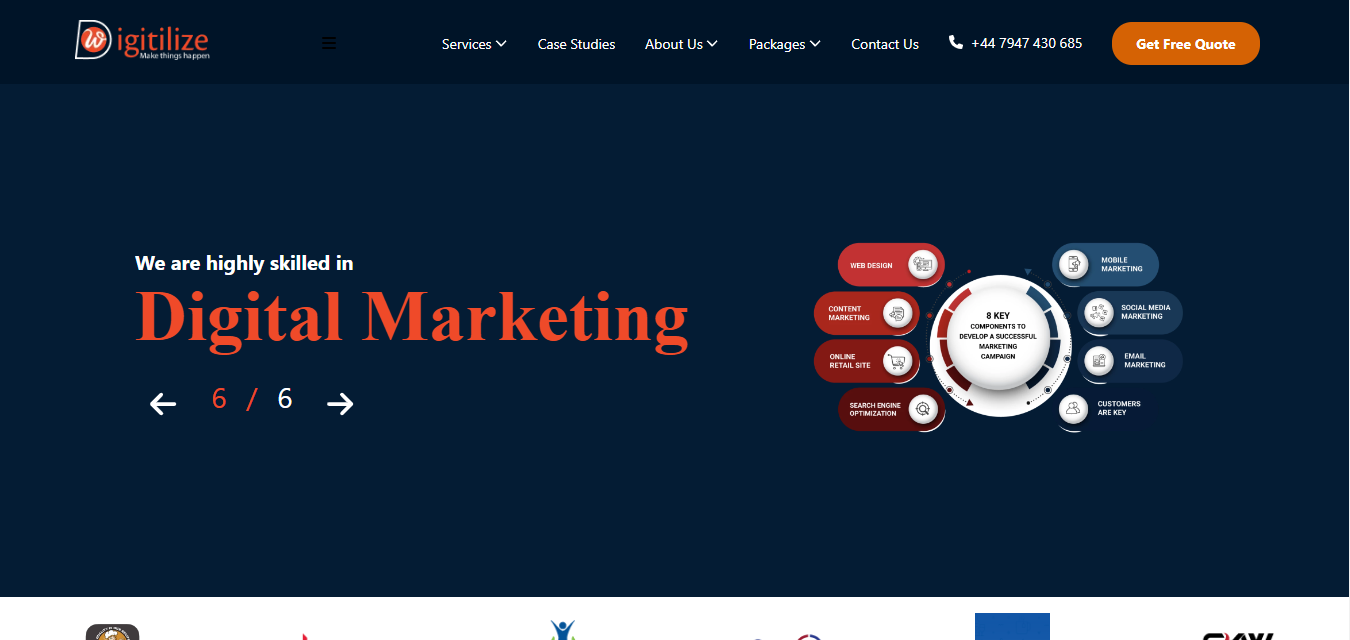 Digitilize
Make things happen
Services
Case Studies
About Us
Packages
Contact Us
+44 7947 430 685
Get Free Quote
We are highly skilled in
Digital Marketing
6 / 6
WEB DESIGN
CONTENT
MARKETING
ONLINE
RETAIL SITE
SEARCH ENGINE
OPTIMIZATION
8 KEY
COMPONENTS TO
DEVELOP A SUCCESSFUL
MARKETING
CAMPAIGN
MOBILE
MARKETING
SOCIAL MEDIA
MARKETING
EMAIL
MARKETING
CUSTOMERS
ARE KEY